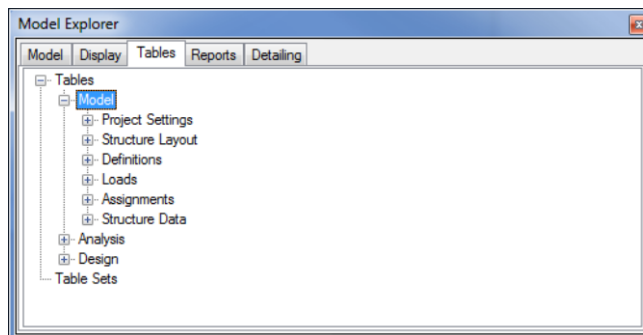 Model Explorer
Model Display Tables Reports Detailing
Tables
Model
Project Settings
Structure Layout
Definitions
Loads
Assignments
Structure Data
Analysis
Design
Table Sets